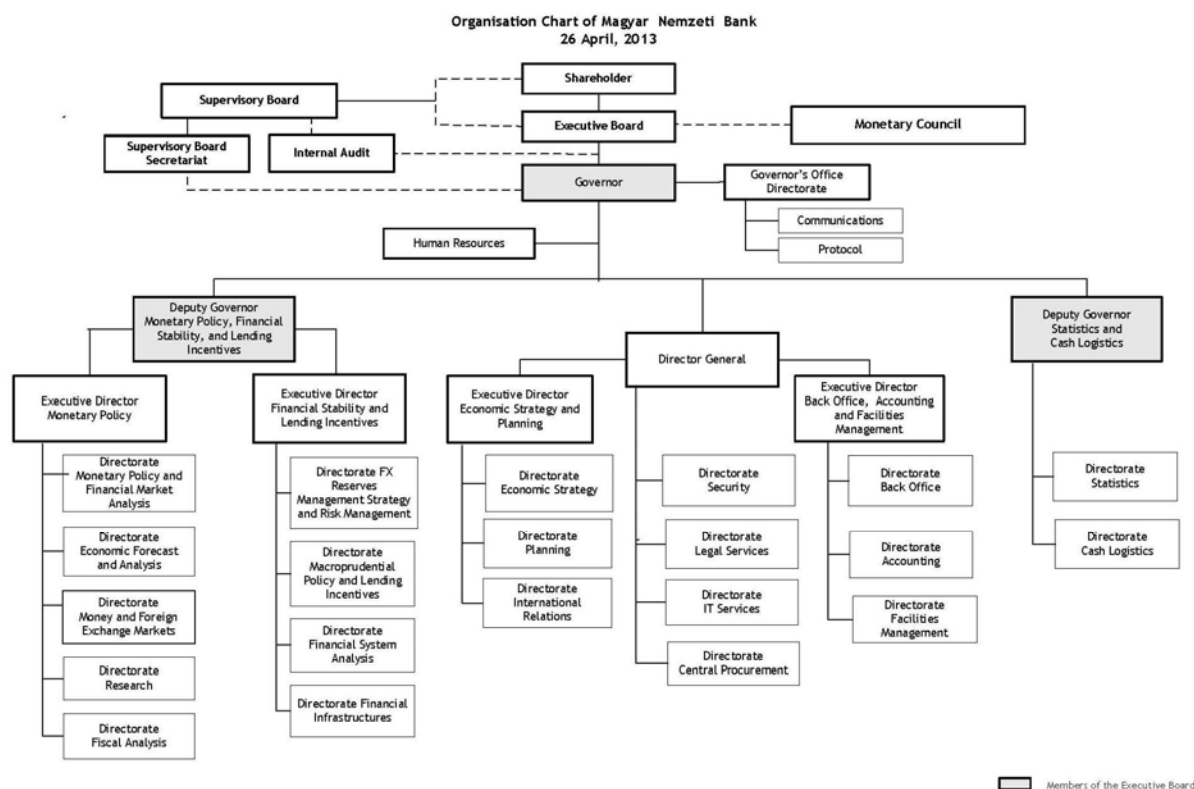 Organisation Chart of Magyar Nemzeti Bank
26 April, 2013
Shareholder
Supervisory Board
Executive Board
Monetary Council
Supervisory Board
Secretariat
Internal Audit
Governor
Governor's Office
Directorate
Communications
Protocol
Human Resources
Deputy Governor
Monetary Policy, Financial
Stability, and Lending
Incentives
Director General
Deputy Governor
Statistics and
Cash Logistics
Executive Director
Monetary Policy
Directorate
Monetary Policy and
Financial Market
Analysis
Directorate
Economic Forecast
and Analysis
Directorate
Money and Foreign
Exchange Markets
Directorate
Research
Directorate
Fiscal Analysis
Executive Director
Financial Stability and
Lending Incentives
Directorate FX
Reserves
Management Strategy
and Risk Management
Directorate
Macroprudential
Policy and Lending
Incentives
Directorate
Financial System
Analysis
Directorate Financial
Infrastructures
Executive Director
Economic Strategy and
Planning
Directorate
Economic Strategy
Directorate
Planning
Directorate
International
Relations
Directorate
Security
Directorate
Legal Services
Directorate
IT Services
Directorate
Central Procurement
Executive Director
Back Office, Accounting
and Facilities
Management
Directorate
Back Office
Directorate
Accounting
Directorate
Facilities
Management
Directorate
Statistics
Directorate
Cash Logistics
Members of the Executive Board